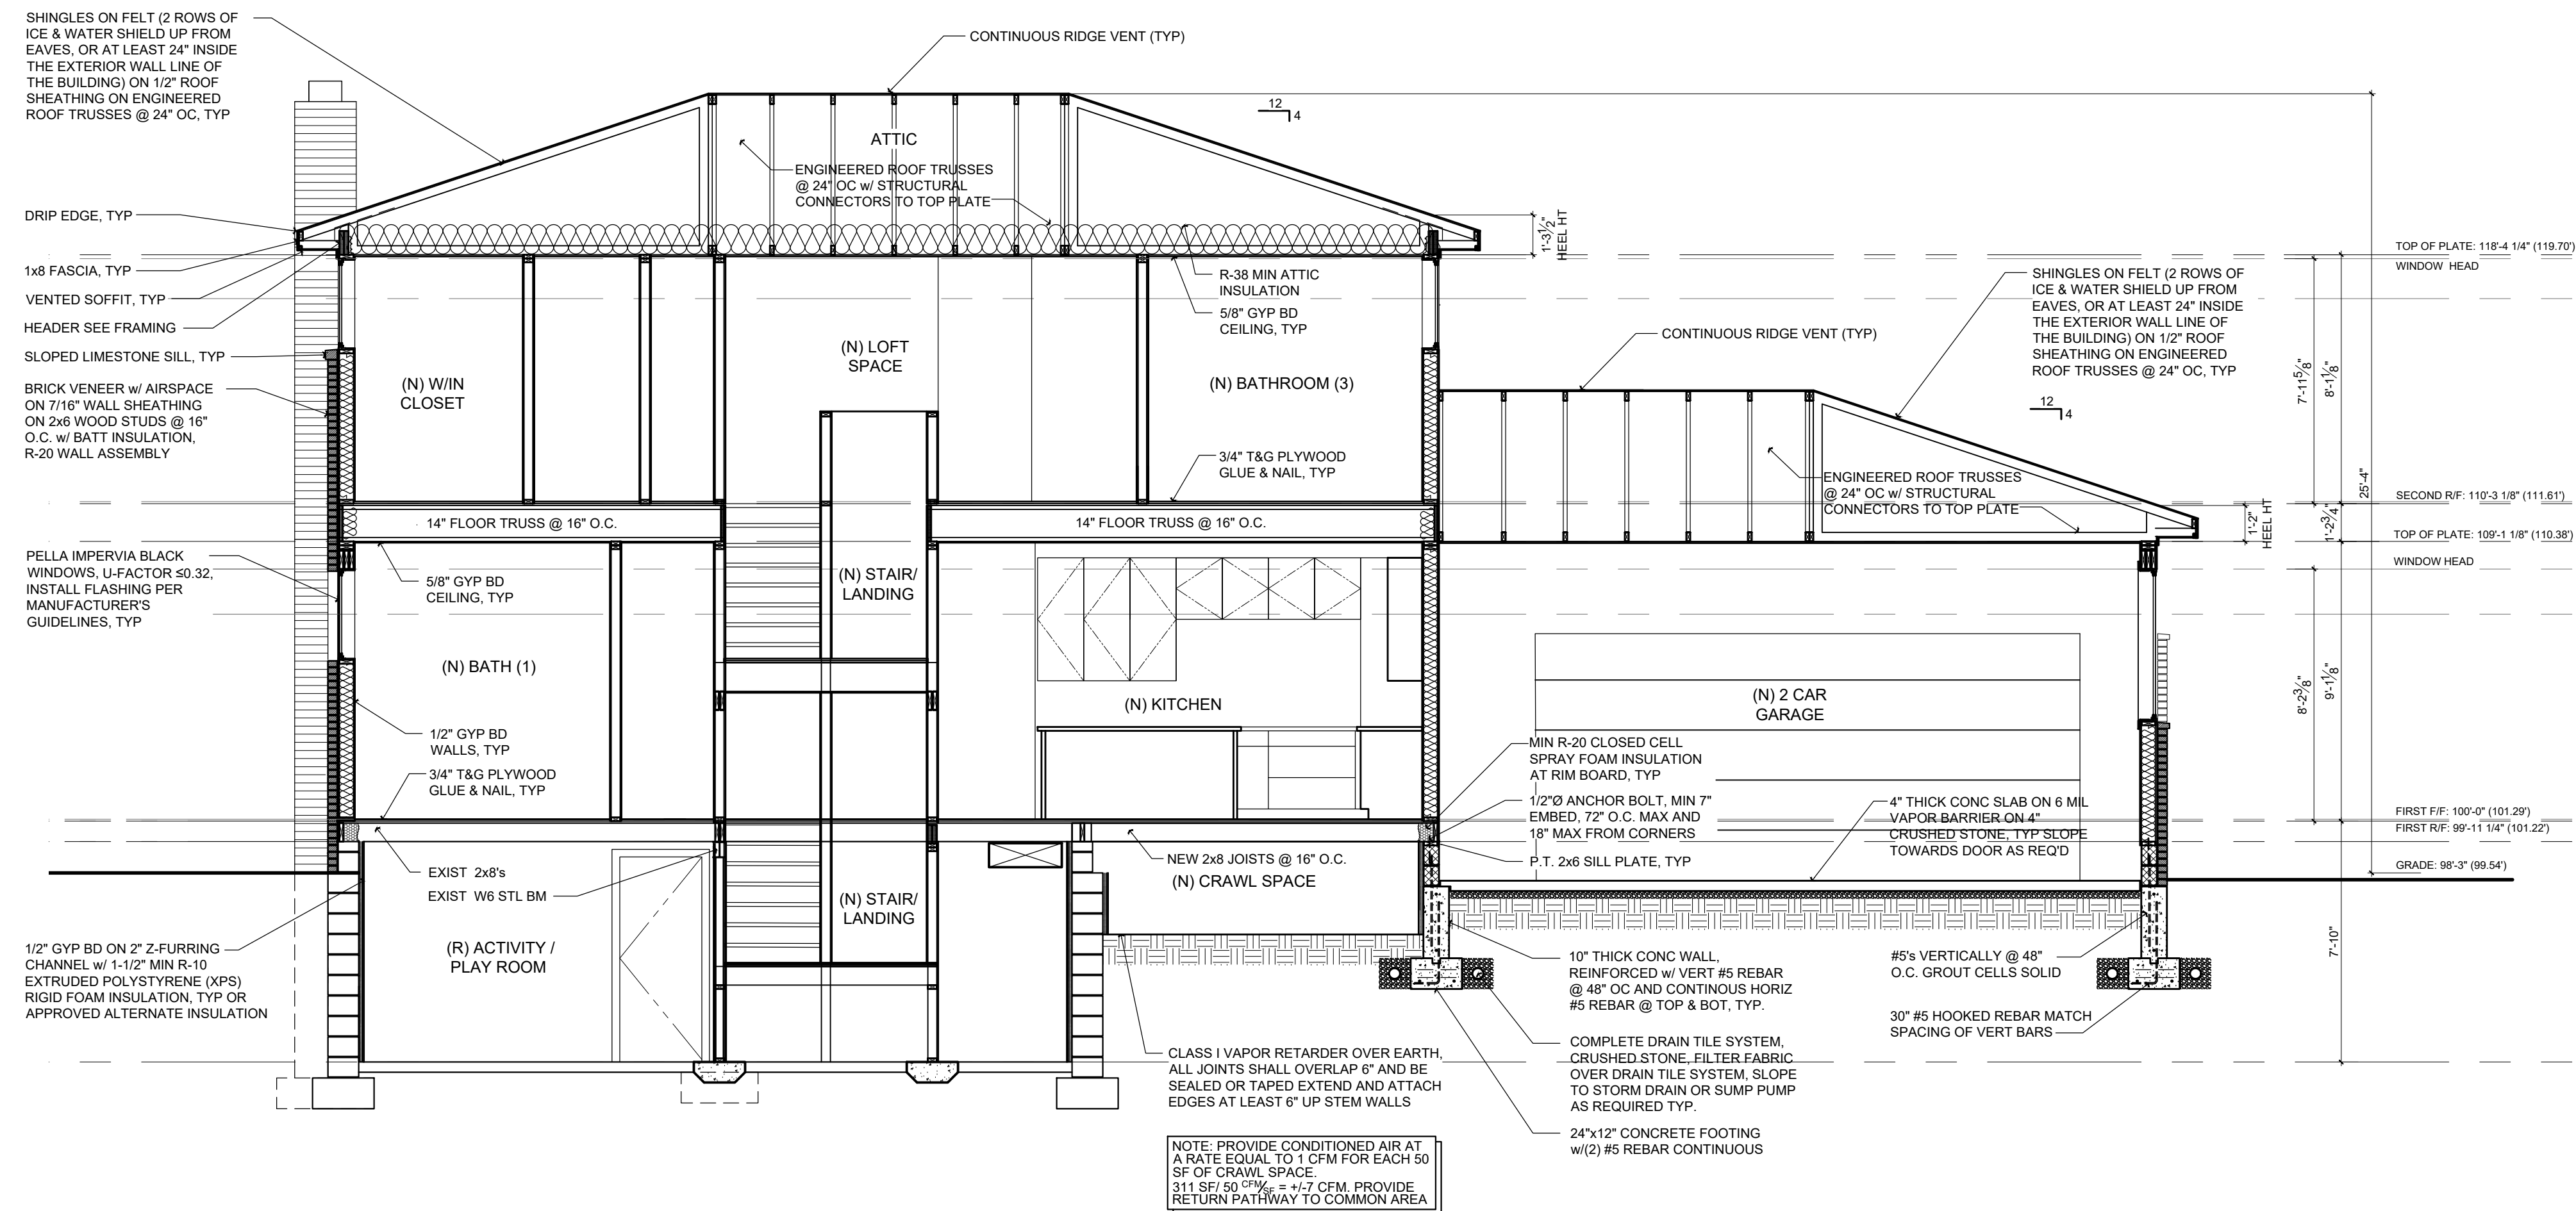 SHINGLES ON FELT (2 ROWS OF
ICE & WATER SHIELD UP FROM
EAVES, OR AT LEAST 24" INSIDE
THE EXTERIOR WALL LINE OF
THE BUILDING) ON 1/2" ROOF
SHEATHING ON ENGINEERED
ROOF TRUSSES @ 24" OC, TYP
CONTINUOUS RIDGE VENT (TYP)
12
4
ATTIC
ENGINEERED ROOF TRUSSES
@ 24" OC w/ STRUCTURAL
CONNECTORS TO TOP PLATE
DRIP EDGE, TYP
1x8 FASCIA, TYP
VENTED SOFFIT, TYP
HEADER SEE FRAMING
SLOPED LIMESTONE SILL, TYP
BRICK VENEER w/ AIRSPACE
ON 7/16" WALL SHEATHING
ON 2x6 WOOD STUDS @ 16"
O.C. w/ BATT INSULATION,
R-20 WALL ASSEMBLY
1'-3 1/2"
HEEL HT
R-38 MIN ATTIC
INSULATION
5/8" GYP BD
CEILING, TYP
(N) W/IN
CLOSET
(N) LOFT
SPACE
(N) BATHROOM (3)
3/4" T&G PLYWOOD
GLUE & NAIL, TYP
CONTINUOUS RIDGE VENT (TYP)
SHINGLES ON FELT (2 ROWS OF
ICE & WATER SHIELD UP FROM
EAVES, OR AT LEAST 24" INSIDE
THE EXTERIOR WALL LINE OF
THE BUILDING) ON 1/2" ROOF
SHEATHING ON ENGINEERED
ROOF TRUSSES @ 24" OC, TYP
12
4
ENGINEERED ROOF TRUSSES
@ 24" OC w/ STRUCTURAL
CONNECTORS TO TOP PLATE
TOP OF PLATE: 118'-4 1/4" (119.70')
WINDOW HEAD
7'-11 5/8"
8'-1 1/8"
25'-4"
SECOND R/F: 110'-3 1/8" (111.61')
1'-2"
HEEL HT
1'-2 3/4"
TOP OF PLATE: 109'-1 1/8" (110.38')
WINDOW HEAD
14" FLOOR TRUSS @ 16" O.C.
14" FLOOR TRUSS @ 16" O.C.
PELLA IMPERVIA BLACK
WINDOWS, U-FACTOR ≤0.32,
INSTALL FLASHING PER
MANUFACTURER'S
GUIDELINES, TYP
5/8" GYP BD
CEILING, TYP
(N) STAIR/
LANDING
(N) BATH (1)
(N) KITCHEN
1/2" GYP BD
WALLS, TYP
3/4" T&G PLYWOOD
GLUE & NAIL, TYP
(N) 2 CAR
GARAGE
MIN R-20 CLOSED CELL
SPRAY FOAM INSULATION
AT RIM BOARD, TYP
1/2"Ø ANCHOR BOLT, MIN 7"
EMBED, 72" O.C. MAX AND
18" MAX FROM CORNERS
P.T. 2x6 SILL PLATE, TYP
4" THICK CONC SLAB ON 6 MIL
VAPOR BARRIER ON 4"
CRUSHED STONE, TYP SLOPE
TOWARDS DOOR AS REQ'D
8'-2 3/8"
9'-1 1/8"
FIRST F/F: 100'-0" (101.29')
FIRST R/F: 99'-11 1/4" (101.22')
GRADE: 98'-3" (99.54')
7'-10"
EXIST 2x8's
EXIST W6 STL BM
NEW 2x8 JOISTS @ 16" O.C.
(N) CRAWL SPACE
(N) STAIR/
LANDING
(R) ACTIVITY /
PLAY ROOM
1/2" GYP BD ON 2" Z-FURRING
CHANNEL w/ 1-1/2" MIN R-10
EXTRUDED POLYSTYRENE (XPS)
RIGID FOAM INSULATION, TYP OR
APPROVED ALTERNATE INSULATION
10" THICK CONC WALL,
REINFORCED w/ VERT #5 REBAR
@ 48" OC AND CONTINOUS HORIZ
#5 REBAR @ TOP & BOT, TYP.
#5's VERTICALLY @ 48"
O.C. GROUT CELLS SOLID
30" #5 HOOKED REBAR MATCH
SPACING OF VERT BARS
CLASS I VAPOR RETARDER OVER EARTH,
ALL JOINTS SHALL OVERLAP 6" AND BE
SEALED OR TAPED EXTEND AND ATTACH
EDGES AT LEAST 6" UP STEM WALLS
COMPLETE DRAIN TILE SYSTEM,
CRUSHED STONE, FILTER FABRIC
OVER DRAIN TILE SYSTEM, SLOPE
TO STORM DRAIN OR SUMP PUMP
AS REQUIRED TYP.
24"x12" CONCRETE FOOTING
w/(2) #5 REBAR CONTINUOUS
NOTE: PROVIDE CONDITIONED AIR AT
A RATE EQUAL TO 1 CFM FOR EACH 50
SF OF CRAWL SPACE.
311 SF/ 50 CFM/SF = +/-7 CFM. PROVIDE
RETURN PATHWAY TO COMMON AREA